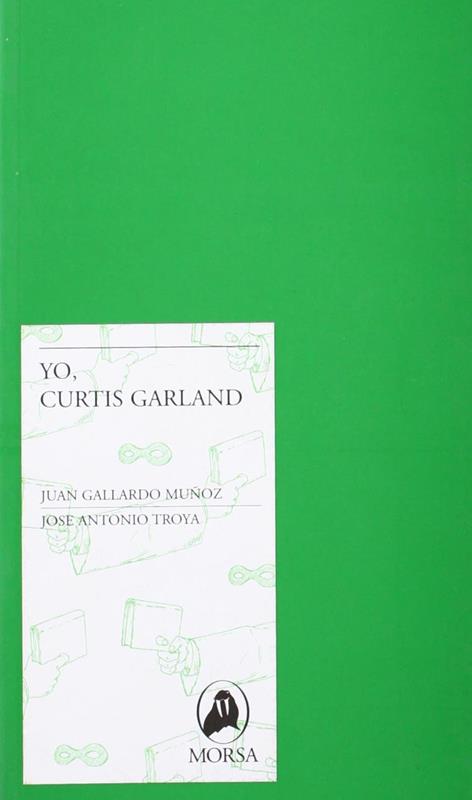 YO,
CURTIS GARLAND
JUAN GALLARDO MUÑOZ
JOSE ANTONIO TROYA
MORSA